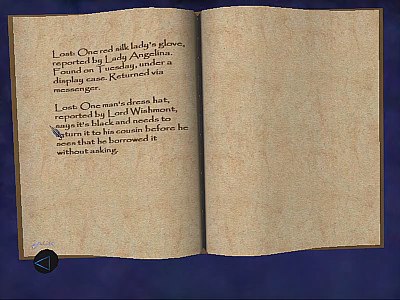 Lost: One red silk lady's glove,
reported by Lady Angelina.
Found on Tuesday, under a
display case. Returned via
messenger.
Lost: One man's dress hat,
reported by Lord Wishmont,
says it's black and needs to
return it to his cousin before he
sees that he borrowed it
without asking.